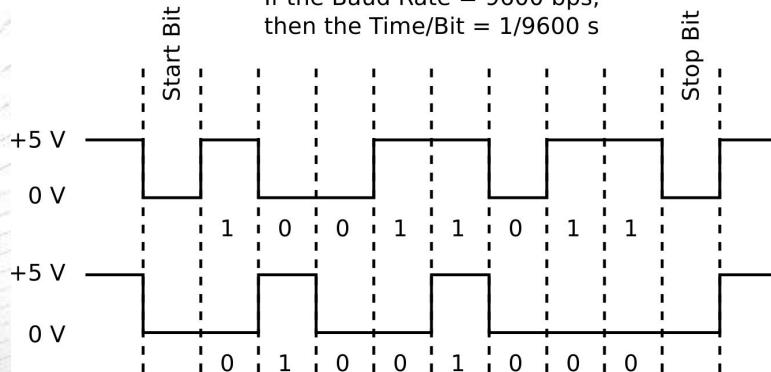 If the Baud Rate = 9600 bps,
then the Time/Bit = 1/9600 s
Start Bit
Stop Bit
+5 V
0 V
1 0 0 1 1 0 1 1
+5 V
0 V
0 1 0 0 1 0 0 0